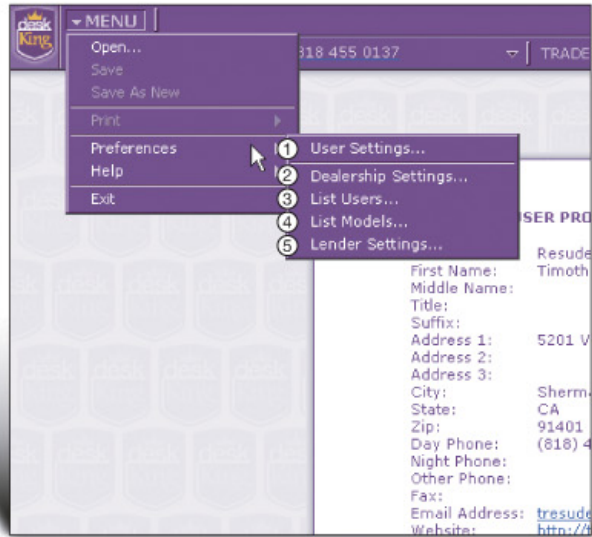 desk
King
MENU
318 455 0137
TRADE
Open...
Save
Save As New
Print
Preferences
Help
Exit
1 User Settings...
2 Dealership Settings...
3 List Users...
4 List Models...
5 Lender Settings...
SER PRO
Resude
First Name: Timoth
Middle Name:
Title:
Suffix:
Address 1: 5201 V
Address 2:
Address 3:
City: Sherm
State: CA
Zip: 91401
Day Phone: (818) 4
Night Phone:
Other Phone:
Fax:
Email Address: tresude
Website: http://t